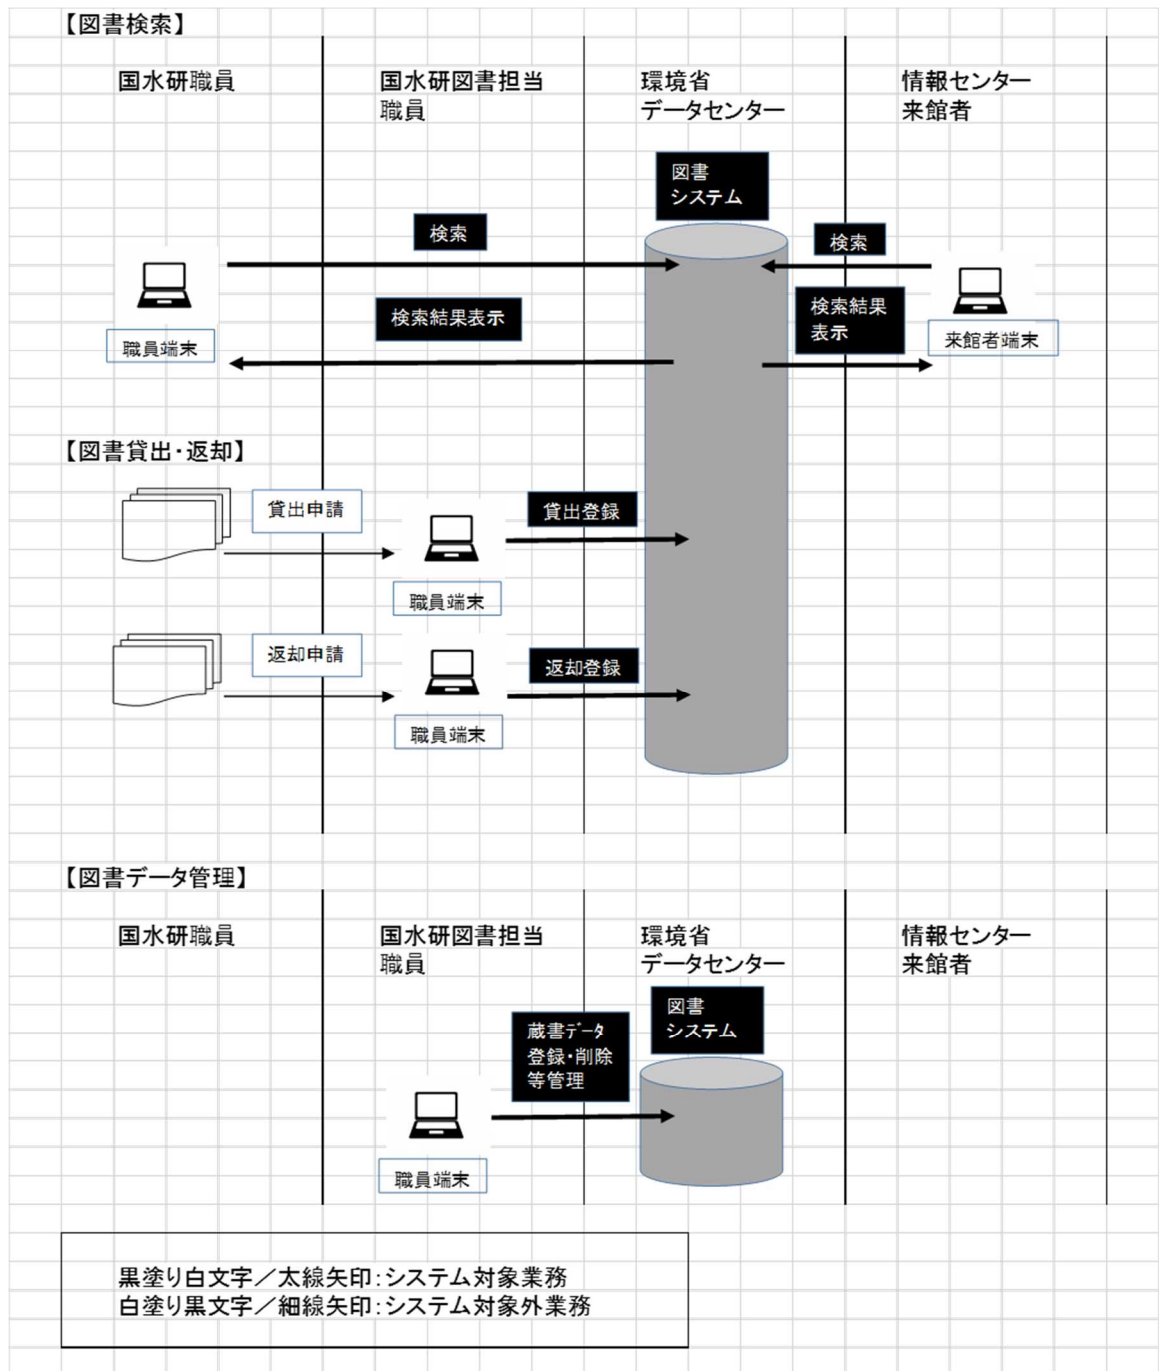 【図書検索】
国水研職員
国水研図書担当
職員
環境省
データセンター
情報センター
来館者
図書
システム
検索
検索
検索結果表示
検索結果
表示
職員端末
来館者端末
【図書貸出・返却】
貸出申請
貸出登録
職員端末
返却申請
返却登録
職員端末
【図書データ管理】
国水研職員
国水研図書担当
職員
環境省
データセンター
情報センター
来館者
図書
システム
蔵書ﾃﾞｰﾀ
登録・削除
等管理
職員端末
黒塗り白文字／太線矢印：システム対象業務
白塗り黒文字／細線矢印：システム対象外業務